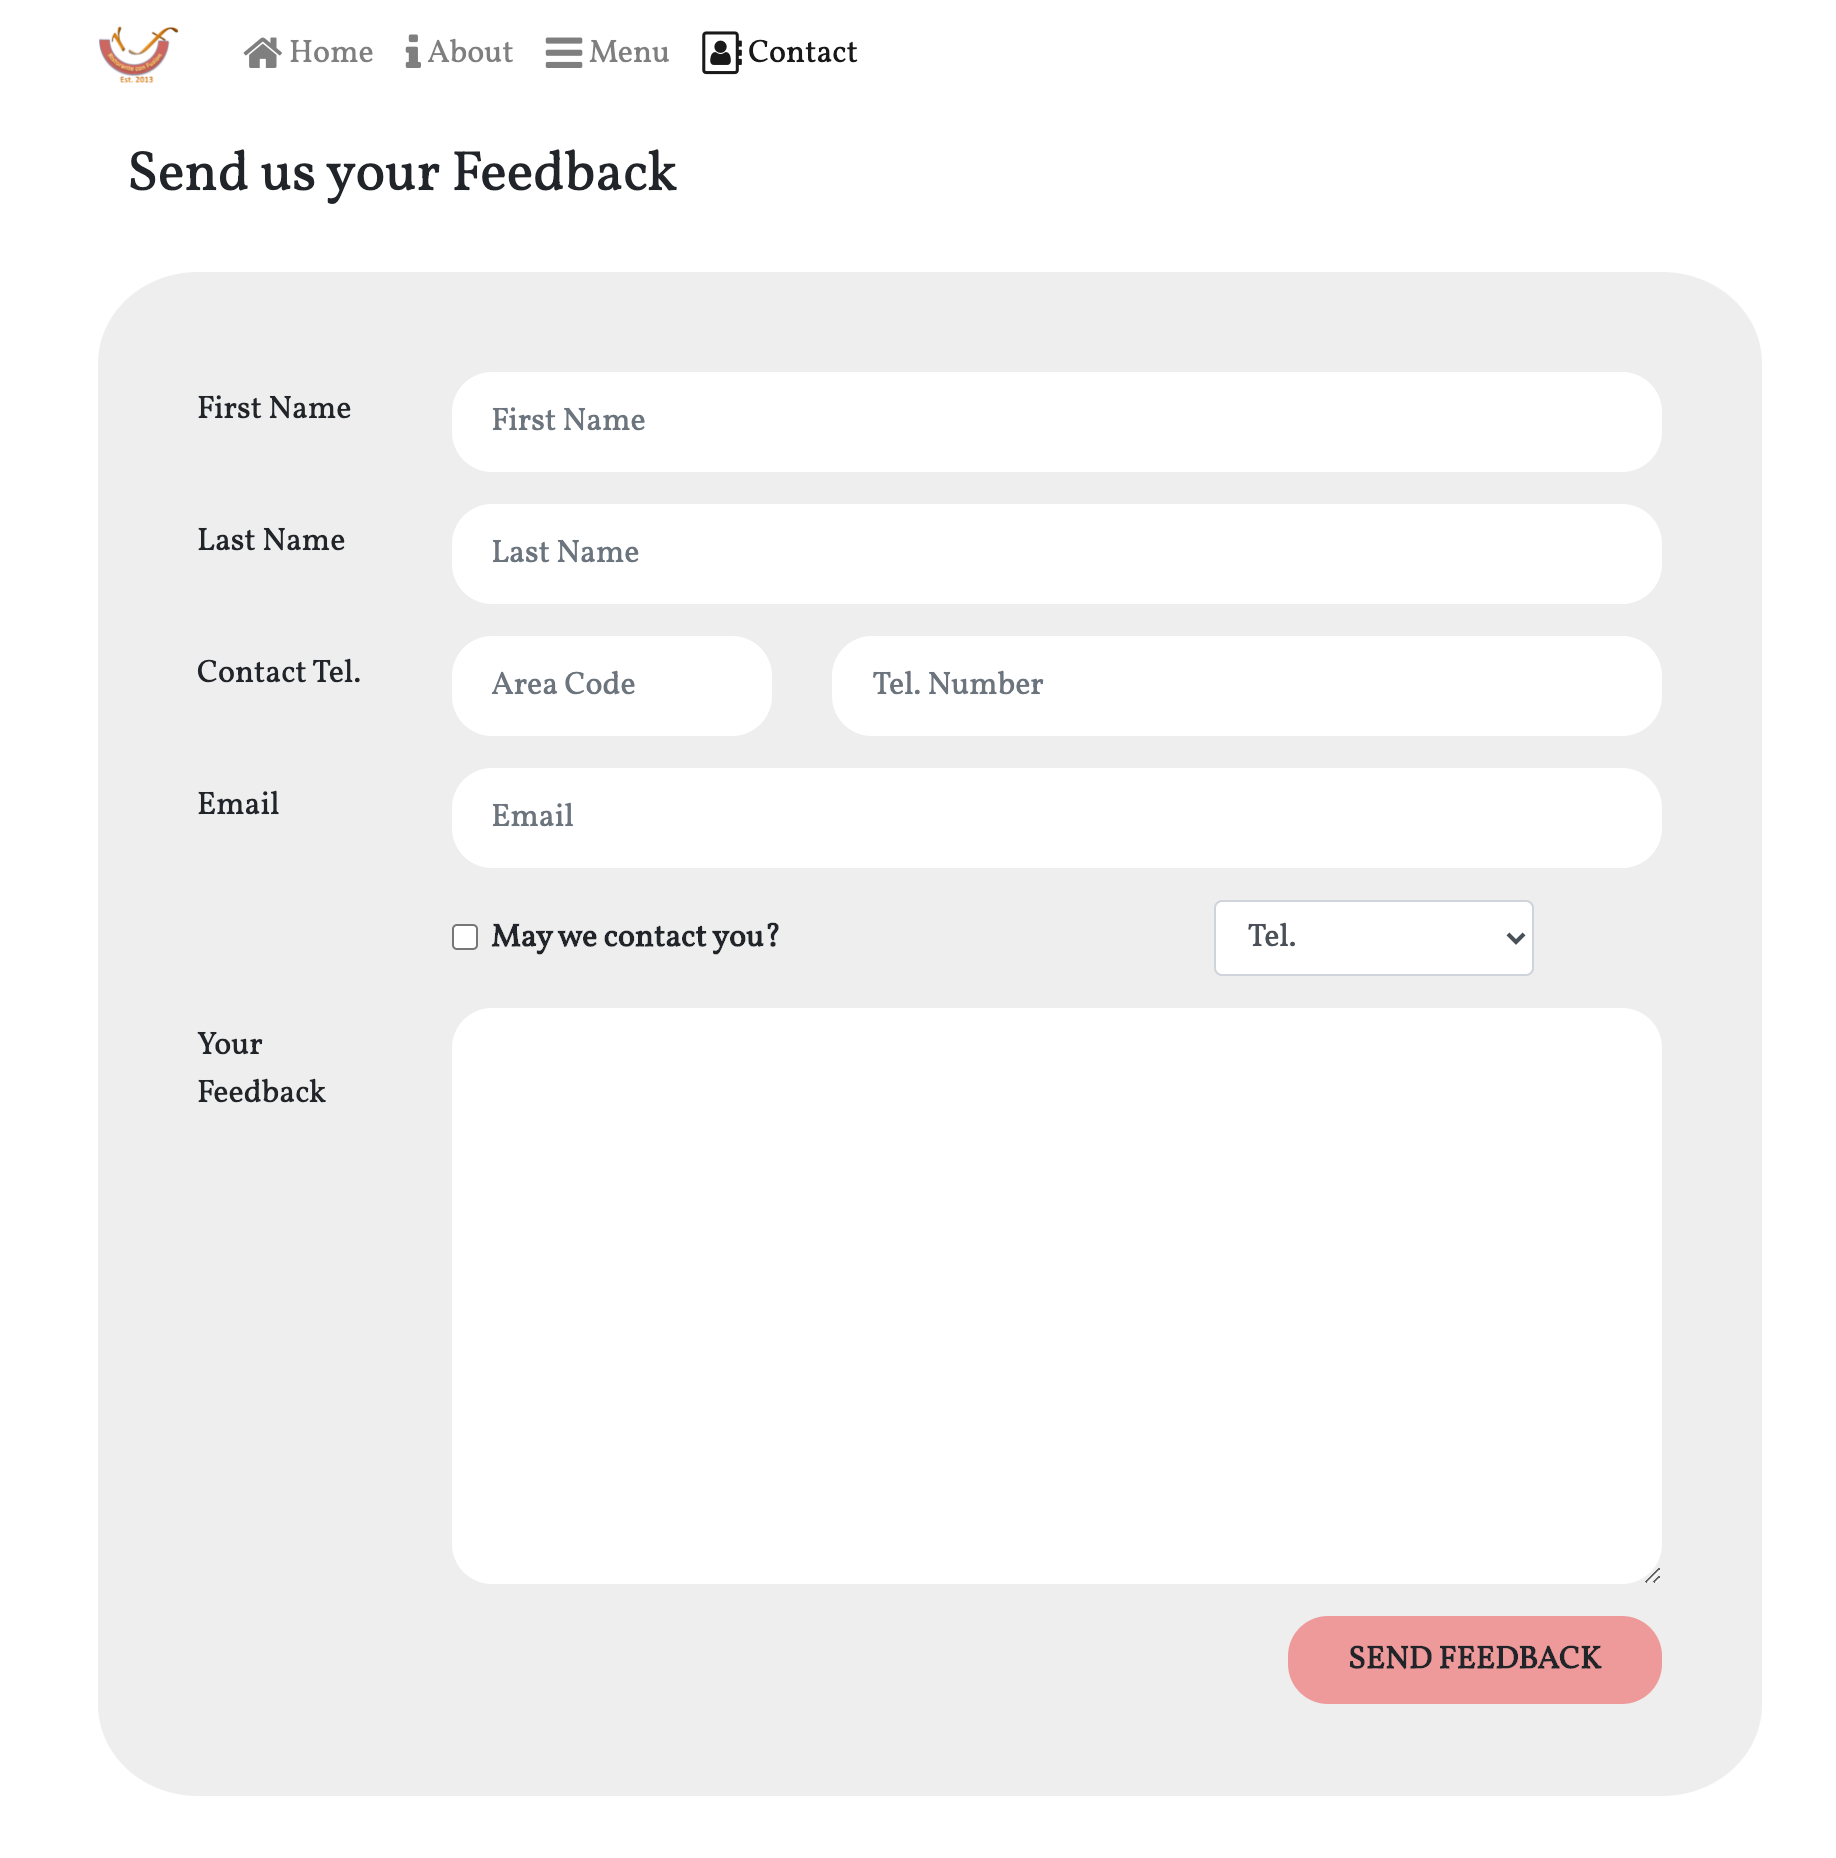 Est. 2013
Home About Menu Contact
Send us your Feedback
First Name
First Name
Last Name
Last Name
Contact Tel.
Area Code
Tel. Number
Email
Email
May we contact you?
Tel.
Your
Feedback
SEND FEEDBACK